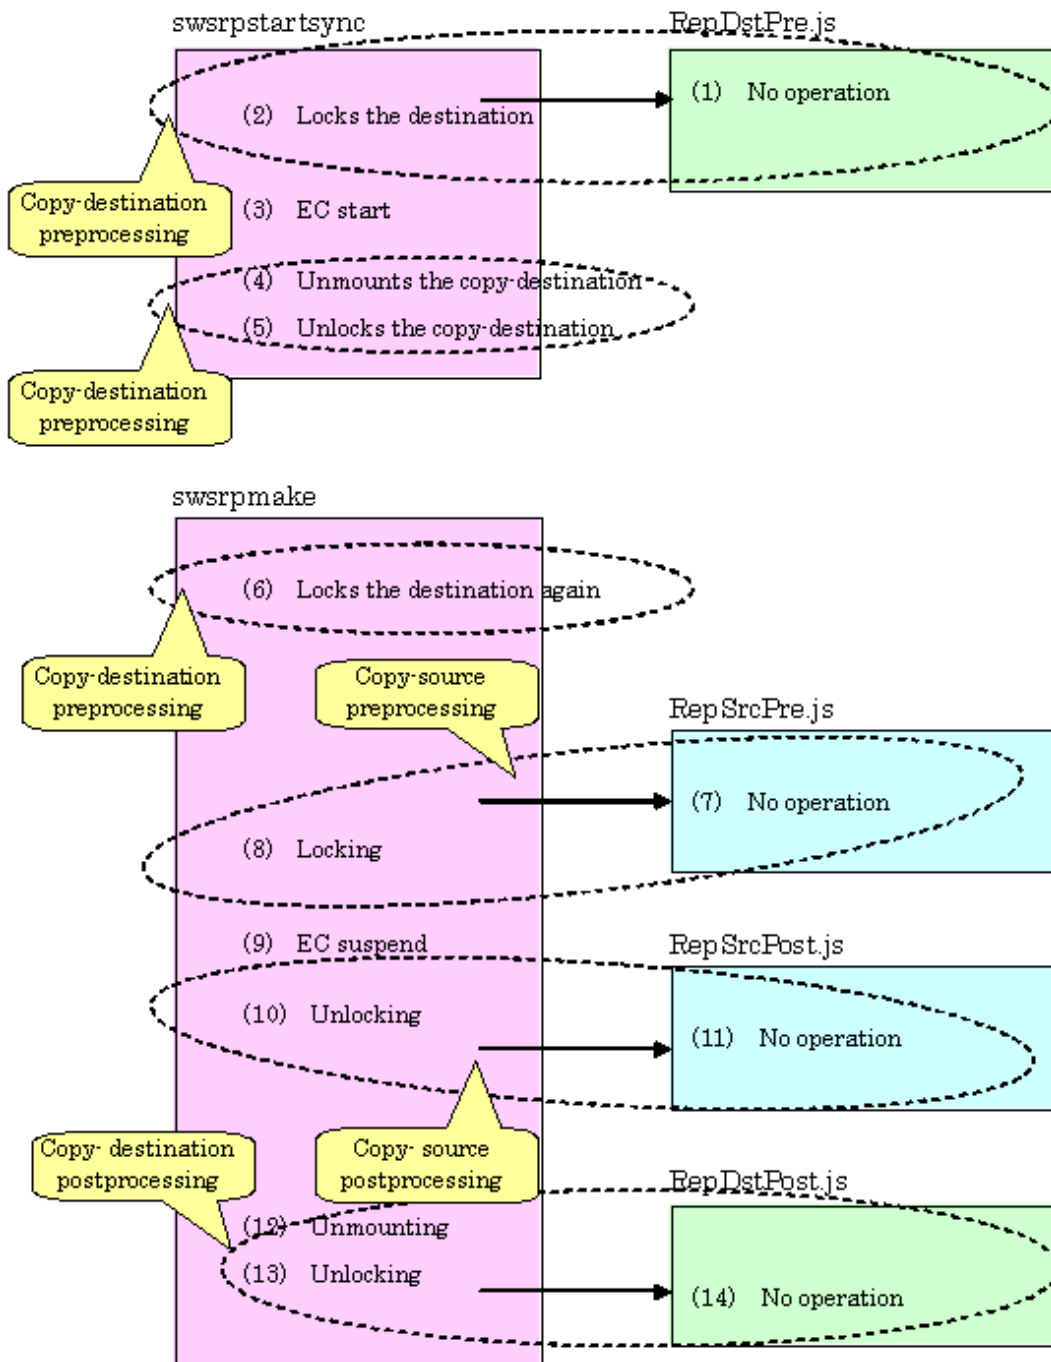 swsrpstartsync
RepDstPre.js
(1) No operation
(2) Locks the destination
Copy-destination
preprocessing
(3) EC start
(4) Unmounts the copy-destination
(5) Unlocks the copy-destination
Copy-destination
preprocessing
swsrpmake
(6) Locks the destination again
Copy-destination
preprocessing
Copy-source
preprocessing
RepSrcPre.js
(7) No operation
(8) Locking
(9) EC suspend
RepSrcPost.js
(10) Unlocking
(11) No operation
Copy- destination
postprocessing
Copy- source
postprocessing
RepDstPost.js
(12) Unmounting
(13) Unlocking
(14) No operation